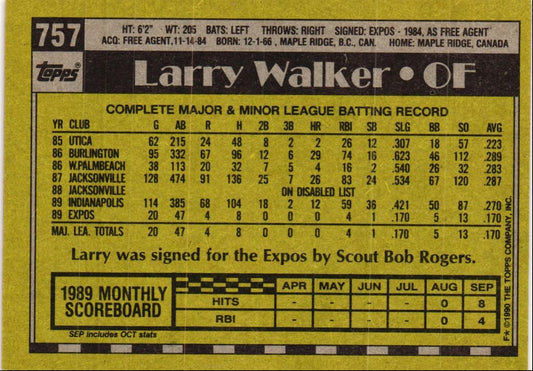 757 HT: 6'2" WT: 205 BATS: LEFT THROWS: RIGHT SIGNED: EXPOS - 1984, AS FREE AGENT
ACQ: FREE AGENT,11-14-84 BORN: 12-1-66 , MAPLE RIDGE, B.C., CAN. HOME: MAPLE RIDGE, CANADA
Topps Larry Walker • OF
COMPLETE MAJOR & MINOR LEAGUE BATTING RECORD
YR CLUB G AB R H 2B 3B HR RBI SB SLG BB SO AVG
85 UTICA 62 215 24 48 8 2 2 26 12 .307 18 57 .223
86 BURLINGTON 95 332 67 96 12 6 29 74 16 .623 46 112 .289
86 W.PALMBEACH 38 113 20 32 7 5 4 16 2 .540 26 32 .283
87 JACKSONVILLE 128 474 91 136 25 7 26 83 24 .534 67 120 .287
88 JACKSONVILLE ON DISABLED LIST
89 INDIANAPOLIS 114 385 68 104 18 2 12 59 36 .421 50 87 .270
89 EXPOS 20 47 4 8 0 0 0 4 1 .170 5 13 .170
MAJ. LEA. TOTALS 20 47 4 8 0 0 0 4 1 .170 5 13 .170
Larry was signed for the Expos by Scout Bob Rogers.
1989 MONTHLY SCOREBOARD
APR MAY JUN JUL AUG SEP
HITS - - - - 0 8
RBI - - - - 0 4
SEP includes OCT stats
F★ ©1990 THE TOPPS COMPANY, INC.